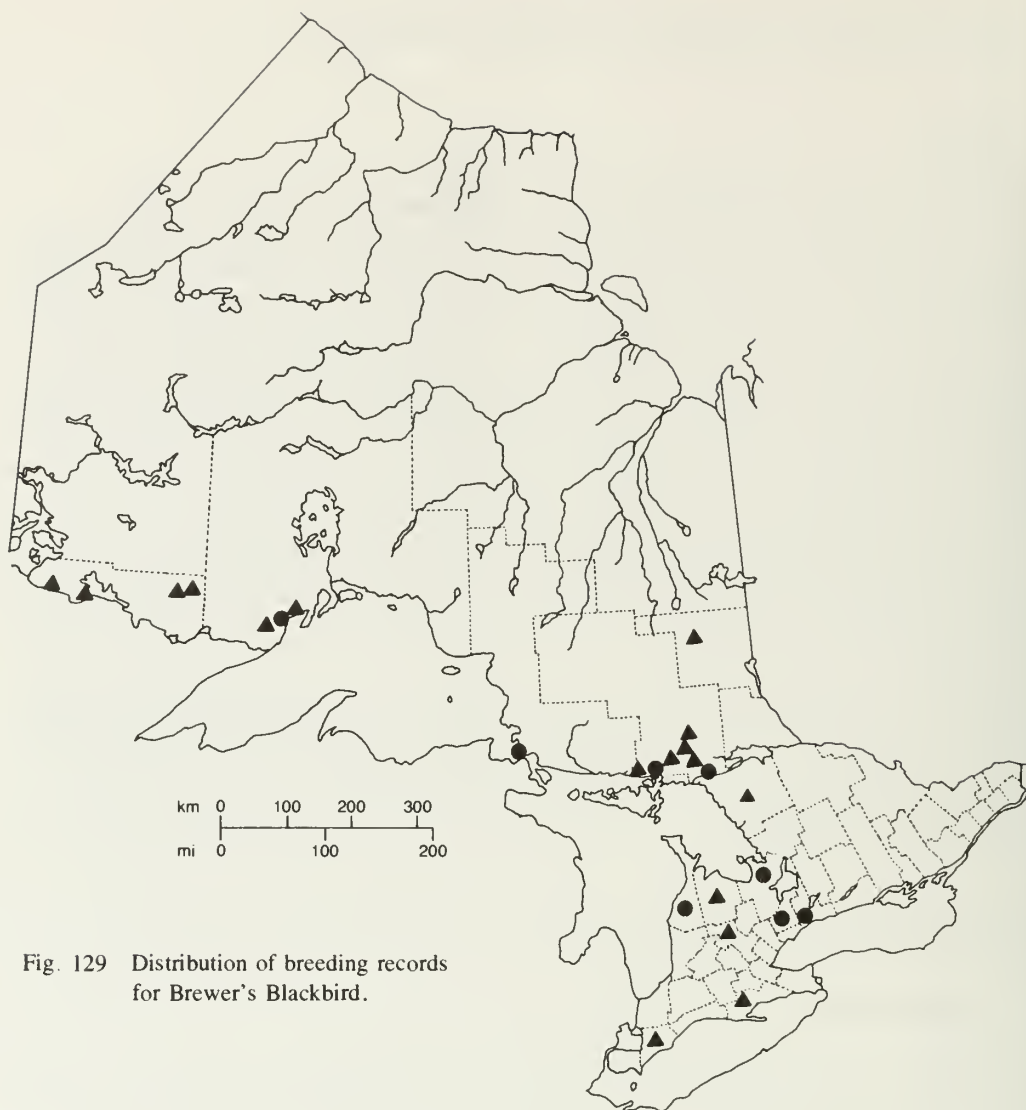 km 0 100 200 300
mi 0 100 200
Fig. 129 Distribution of breeding records
for Brewer's Blackbird.